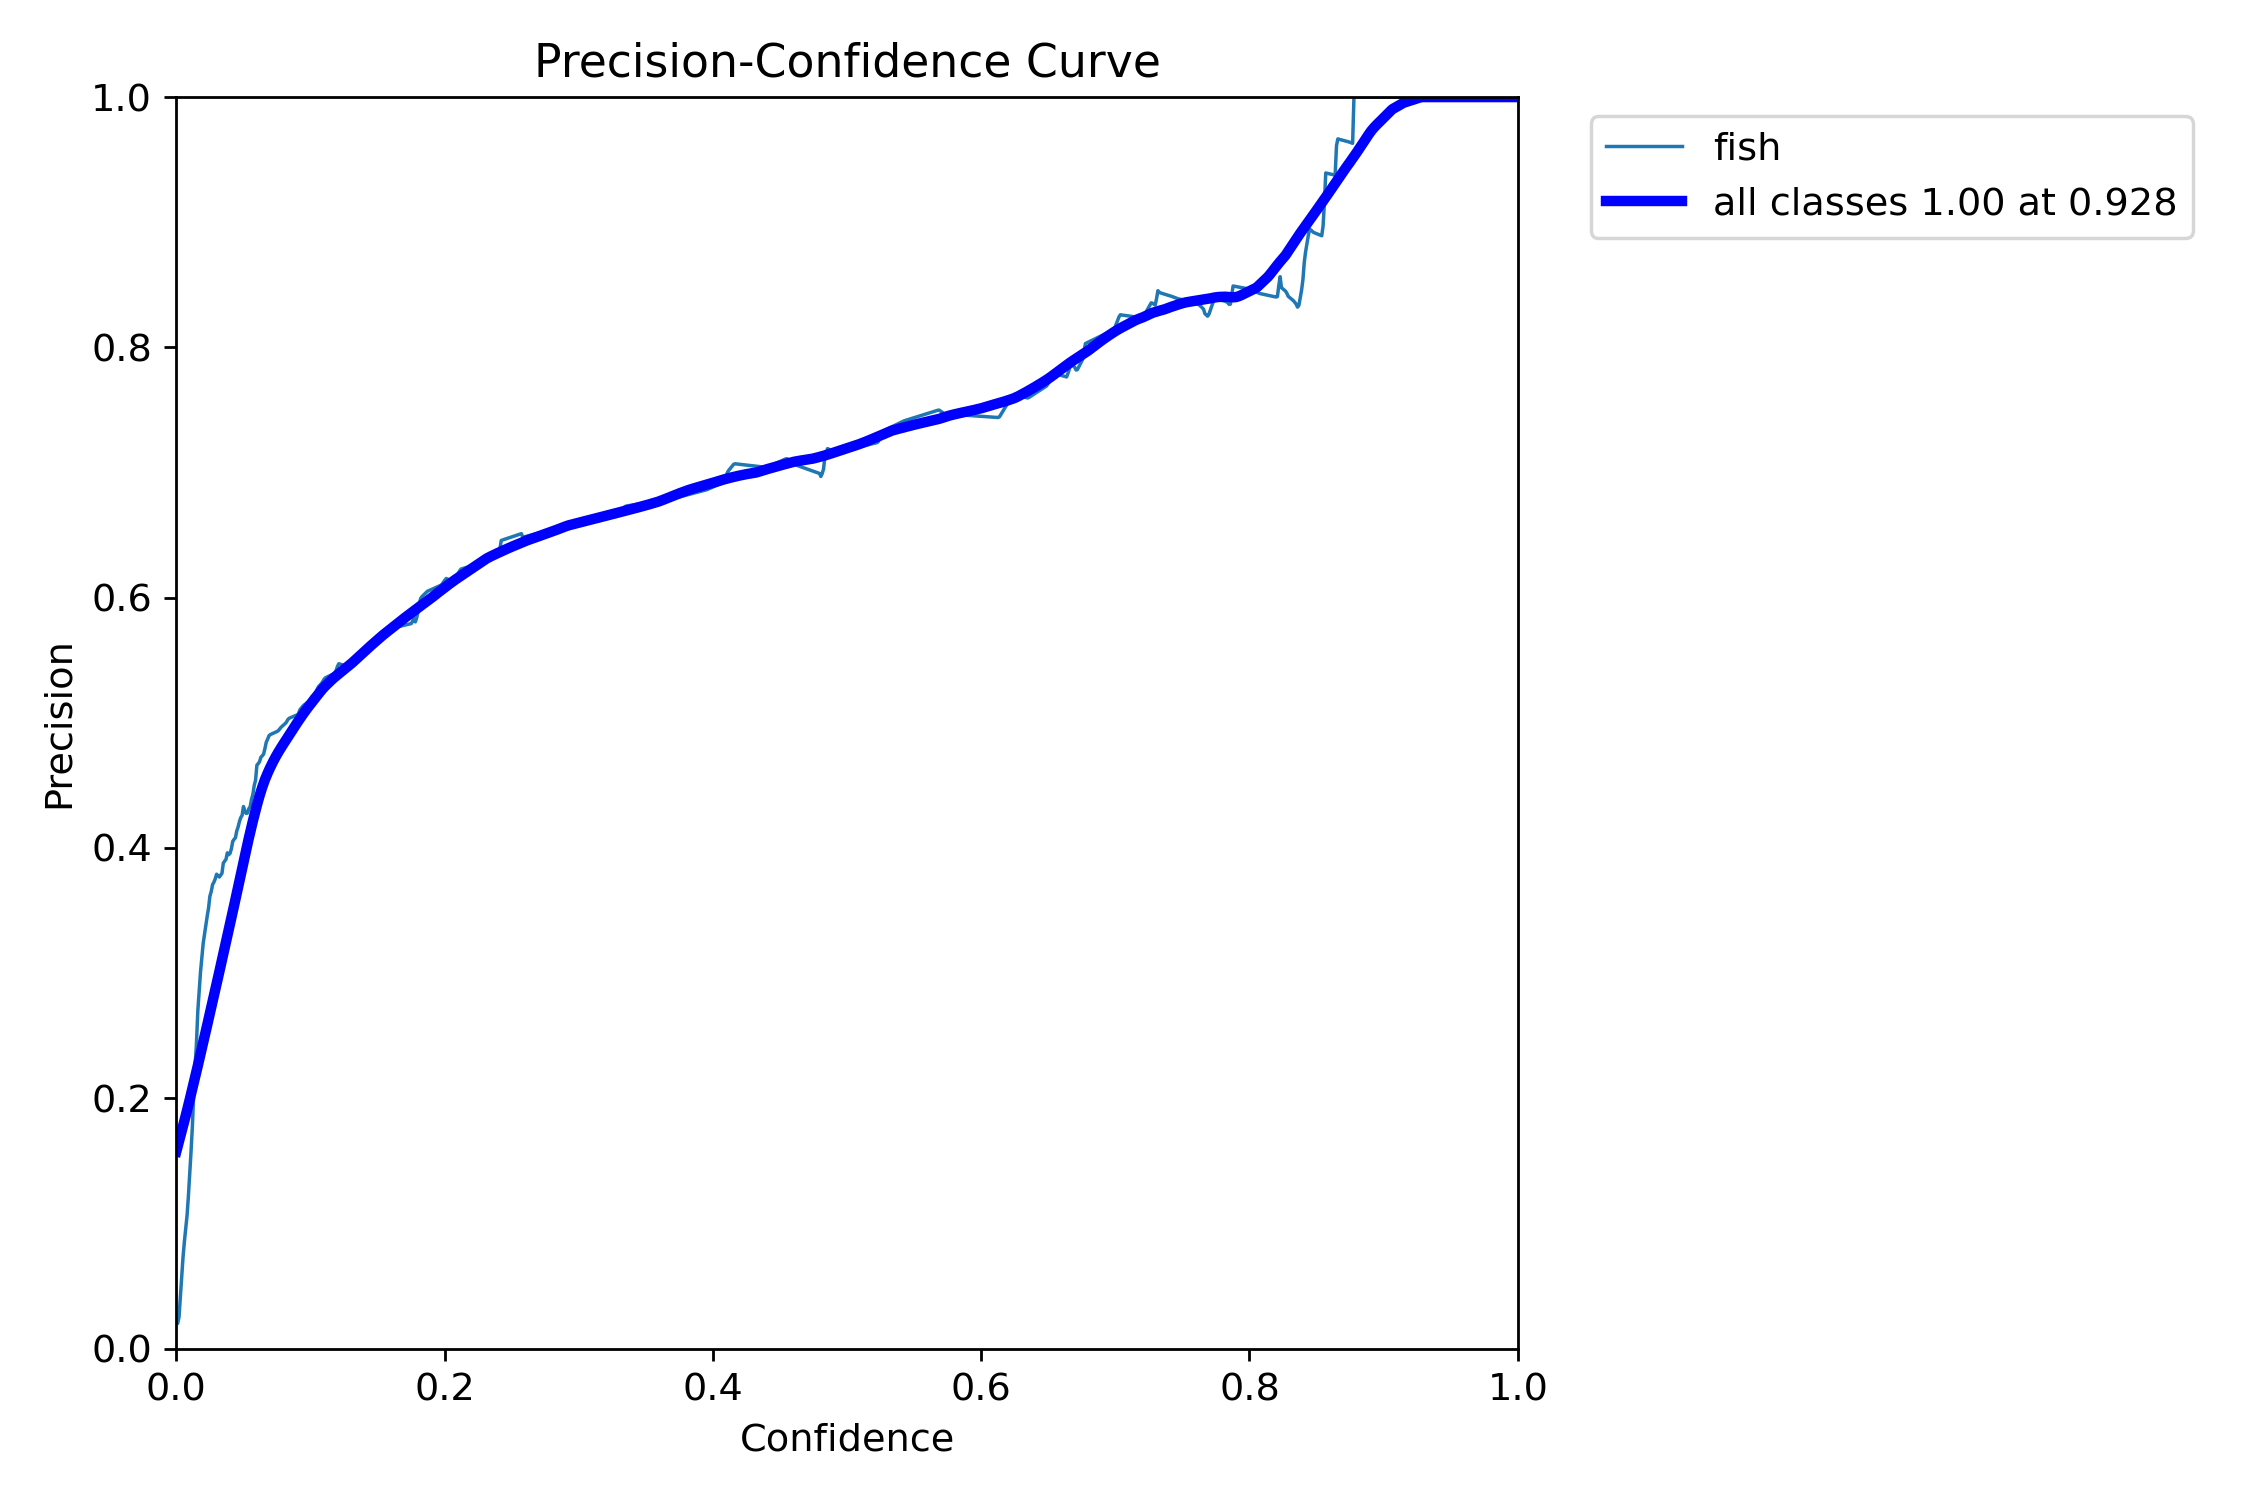 Precision-Confidence Curve
1.0
0.8
0.6
0.4
0.2
0.0
Precision
0.0 0.2 0.4 0.6 0.8 1.0
Confidence
fish
all classes 1.00 at 0.928